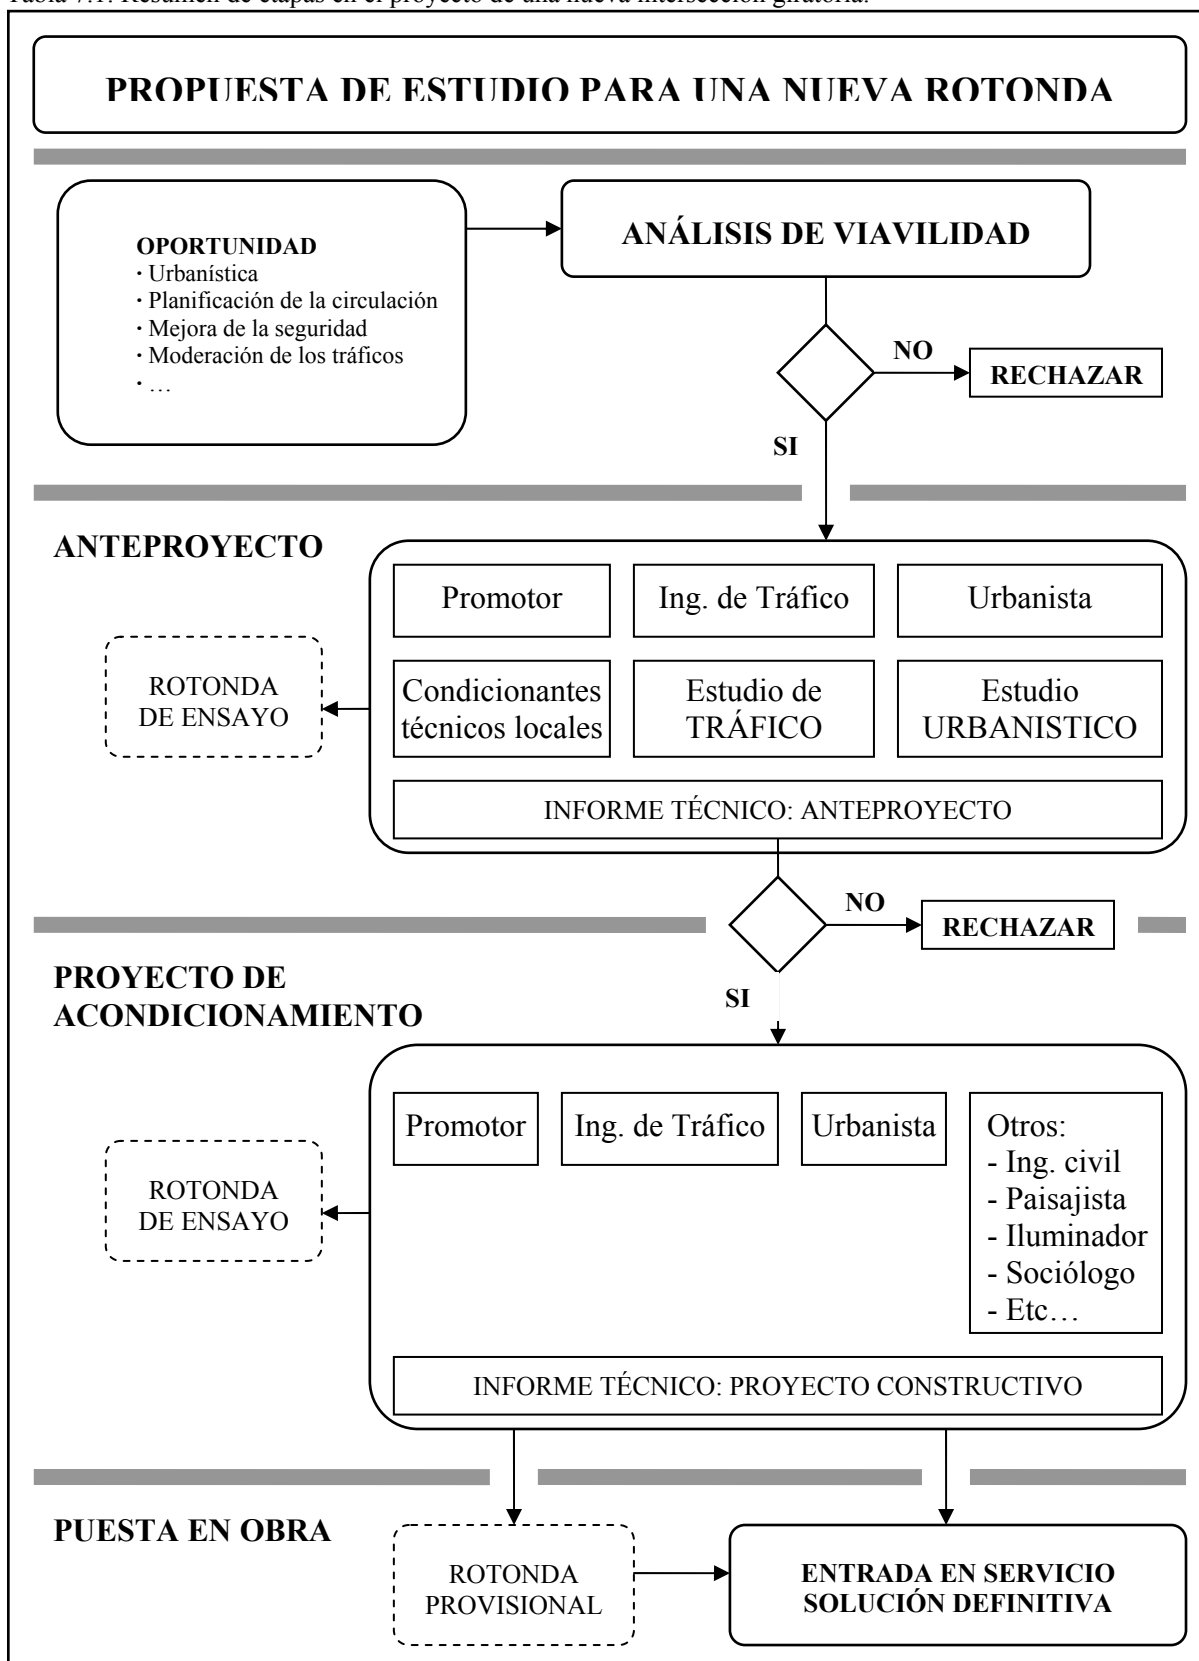 Tabla 7.1. Resumen de etapas en el proyecto de una nueva intersección giratoria.
PROPUESTA DE ESTUDIO PARA UNA NUEVA ROTONDA
OPORTUNIDAD
· Urbanística
· Planificación de la circulación
· Mejora de la seguridad
· Moderación de los tráficos
· …
ANÁLISIS DE VIAVILIDAD
NO
RECHAZAR
SI
ANTEPROYECTO
Promotor
Ing. de Tráfico
Urbanista
ROTONDA
DE ENSAYO
Condicionantes
técnicos locales
Estudio de
TRÁFICO
Estudio
URBANISTICO
INFORME TÉCNICO: ANTEPROYECTO
NO
RECHAZAR
SI
PROYECTO DE
ACONDICIONAMIENTO
Promotor
Ing. de Tráfico
Urbanista
Otros:
- Ing. civil
- Paisajista
- Iluminador
- Sociólogo
- Etc…
ROTONDA
DE ENSAYO
INFORME TÉCNICO: PROYECTO CONSTRUCTIVO
PUESTA EN OBRA
ROTONDA
PROVISIONAL
ENTRADA EN SERVICIO
SOLUCIÓN DEFINITIVA